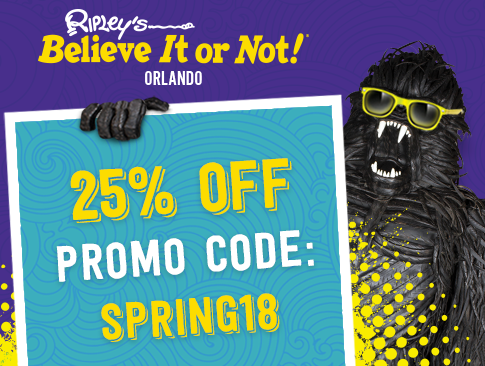 Ripley's
Believe It or Not!®
ORLANDO
25% OFF
PROMO CODE:
SPRING18